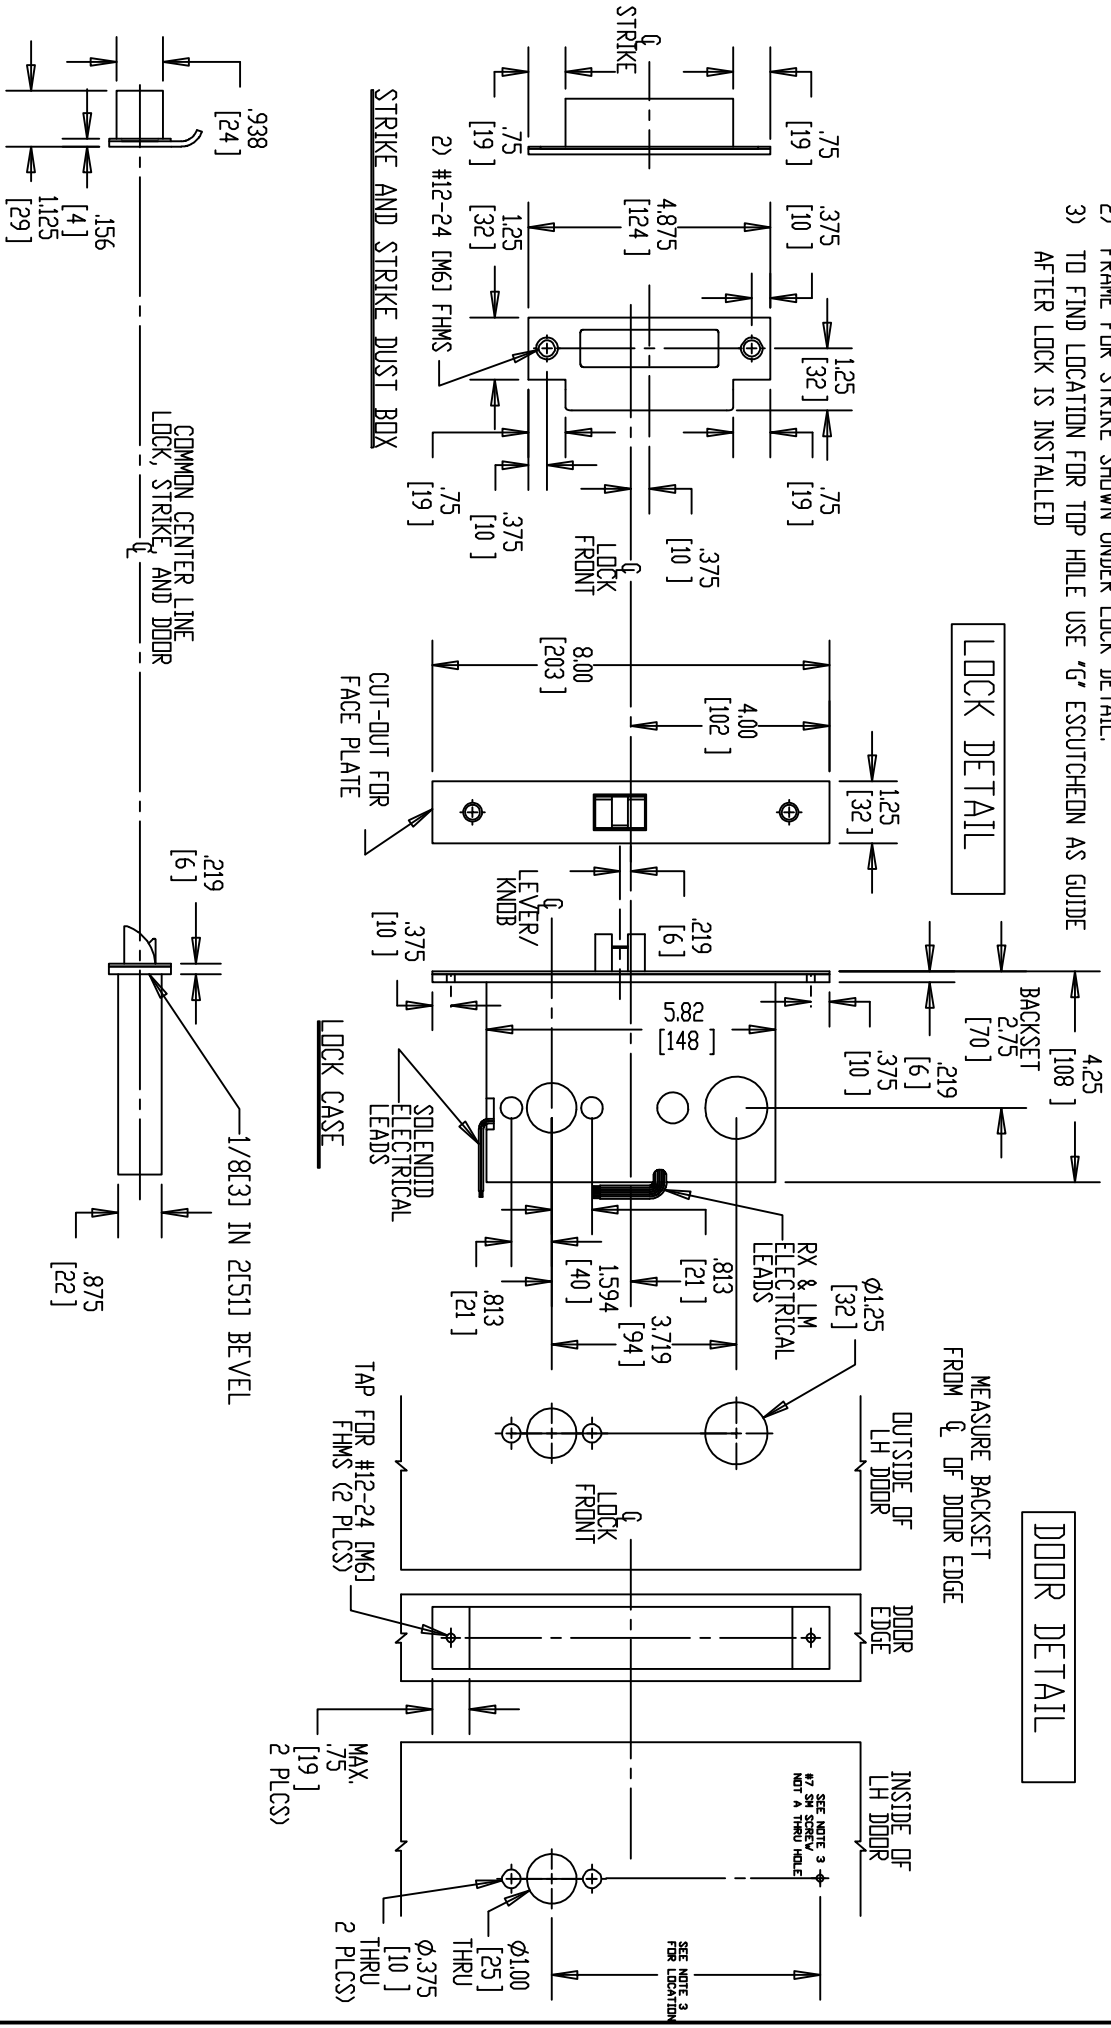 2) FRAME FOR STRIKE SHOWN UNDER LOCK DETAIL.
3) TO FIND LOCATION FOR TOP HOLE USE "G" ESCUTCHEON AS GUIDE
AFTER LOCK IS INSTALLED
LOCK DETAIL
DOOR DETAIL
STRIKE
.75
[19 ]
.75
[19 ]
STRIKE AND STRIKE DUST BOX
2) #12-24 [M6] FHMS
.375
[10 ]
4.875
[124]
1.25
[32]
1.25
[32]
.75
[19 ]
.375
[10 ]
.375
[10 ]
.75
[19 ]
℄
LOCK
FRONT
8.00
[203 ]
4.00
[102 ]
1.25
[32]
CUT-OUT FOR
FACE PLATE
℄
LEVER/
KNOB
.219
[6 ]
.375
[10 ]
4.25
[108 ]
BACKSET
2.75
[70 ]
.219
[6 ]
.375
[10 ]
5.82
[148 ]
LOCK CASE
SOLENOID
ELECTRICAL
LEADS
RX & LM
ELECTRICAL
LEADS
.813
[21 ]
1.594
[40 ]
.813
[21 ]
3.719
[94 ]
Ø1.25
[32 ]
MEASURE BACKSET
FROM ℄ OF DOOR EDGE
OUTSIDE OF
LH DOOR
℄
LOCK
FRONT
TAP FOR #12-24 [M6]
FHMS (2 PLCS)
DOOR
EDGE
MAX.
.75
[19 ]
2 PLCS)
INSIDE OF
LH DOOR
SEE NOTE 3
#7 SM SCREW
NOT A THRU HOLE
SEE NOTE 3
FOR LOCATION
Ø1.00
[25 ]
THRU
Ø.375
[10 ]
THRU
2 PLCS)
.938
[24 ]
.156
[4 ]
1.125
[29 ]
COMMON CENTER LINE
LOCK, STRIKE, AND DOOR
℄
.219
[6 ]
1/8[3] IN 2[51] BEVEL
.875
[22 ]